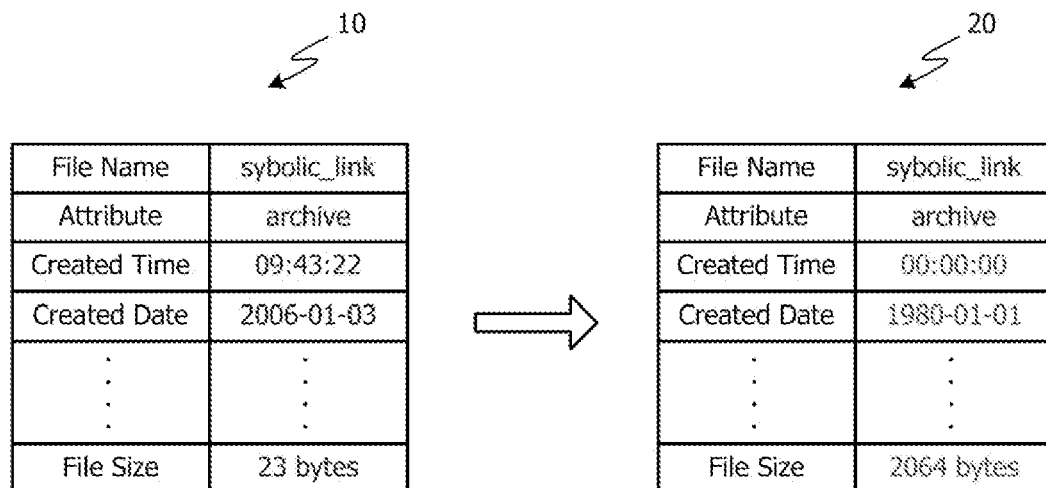 10
20
File Name sybolic_link
Attribute archive
Created Time 09:43:22
Created Date 2006-01-03
File Size 23 bytes
File Name sybolic_link
Attribute archive
Created Time 00:00:00
Created Date 1980-01-01
File Size 2064 bytes